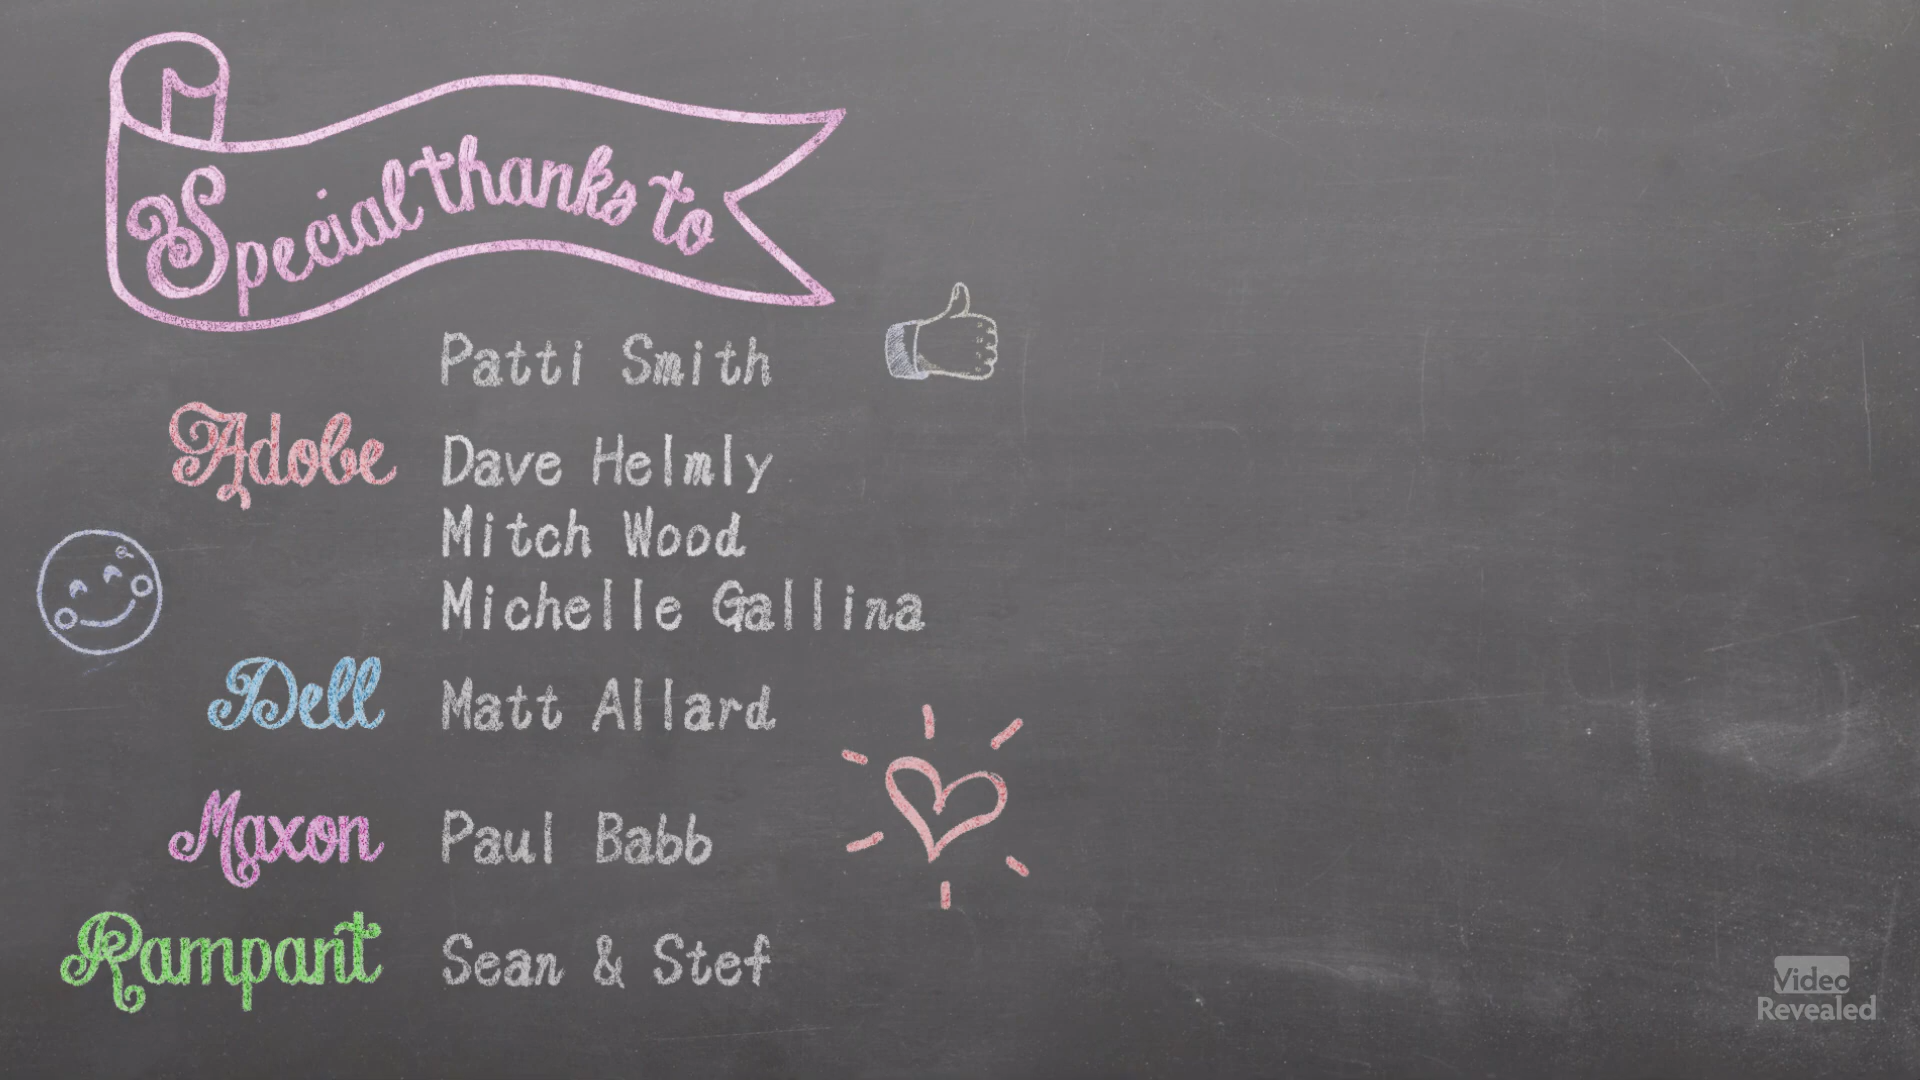 Special thanks to
Patti Smith
Adobe Dave Helmly
Mitch Wood
Michelle Gallina
Dell Matt Allard
Maxon Paul Babb
Rampant Sean & Stef
Video
Revealed